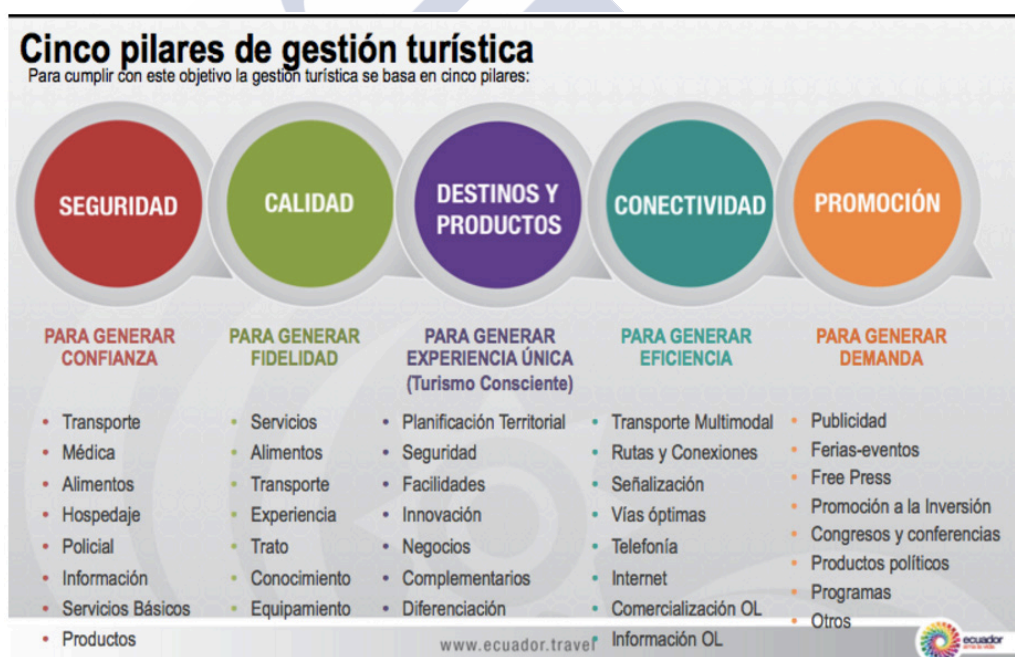 Cinco pilares de gestión turística
Para cumplir con este objetivo la gestión turística se basa en cinco pilares:
SEGURIDAD
CALIDAD
DESTINOS Y
PRODUCTOS
CONECTIVIDAD
PROMOCIÓN
PARA GENERAR
CONFIANZA
PARA GENERAR
FIDELIDAD
PARA GENERAR
EXPERIENCIA ÚNICA
(Turismo Consciente)
PARA GENERAR
EFICIENCIA
PARA GENERAR
DEMANDA
• Transporte
• Médica
• Alimentos
• Hospedaje
• Policial
• Información
• Servicios Básicos
• Productos
• Servicios
• Alimentos
• Transporte
• Experiencia
• Trato
• Conocimiento
• Equipamiento
• Planificación Territorial
• Seguridad
• Facilidades
• Innovación
• Negocios
• Complementarios
• Diferenciación
• Transporte Multimodal
• Rutas y Conexiones
• Señalización
• Vías óptimas
• Telefonía
• Internet
• Comercialización OL
• Información OL
• Publicidad
• Ferias-eventos
• Free Press
• Promoción a la Inversión
• Congresos y conferencias
• Productos políticos
• Programas
• Otros
www.ecuador.travel
ecuador